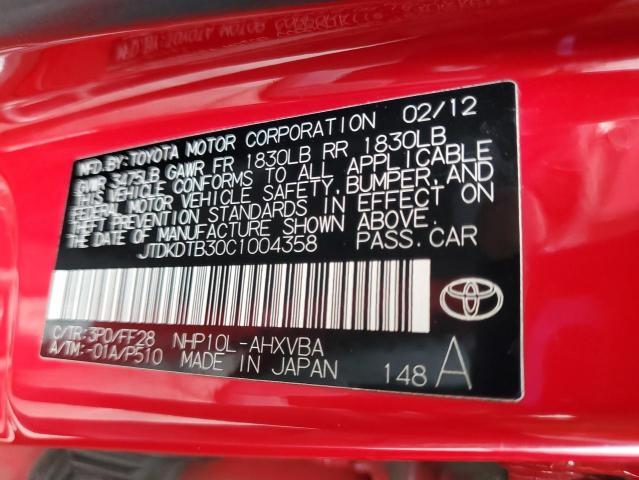 MFD.BY:TOYOTA MOTOR CORPORATION 02/12
GVWR 3475LB GAWR FR 1830LB RR 1830LB
THIS VEHICLE CONFORMS TO ALL APPLICABLE
FEDERAL MOTOR VEHICLE SAFETY,BUMPER,AND
THEFT PREVENTION STANDARDS IN EFFECT ON
THE DATE OF MANUFACTURE SHOWN ABOVE.
JTDKDTB30C1004358 PASS.CAR
C/TR:3P0/FF28 NHP10L-AHXVBA
A/TM:-01A/P510 MADE IN JAPAN 148A